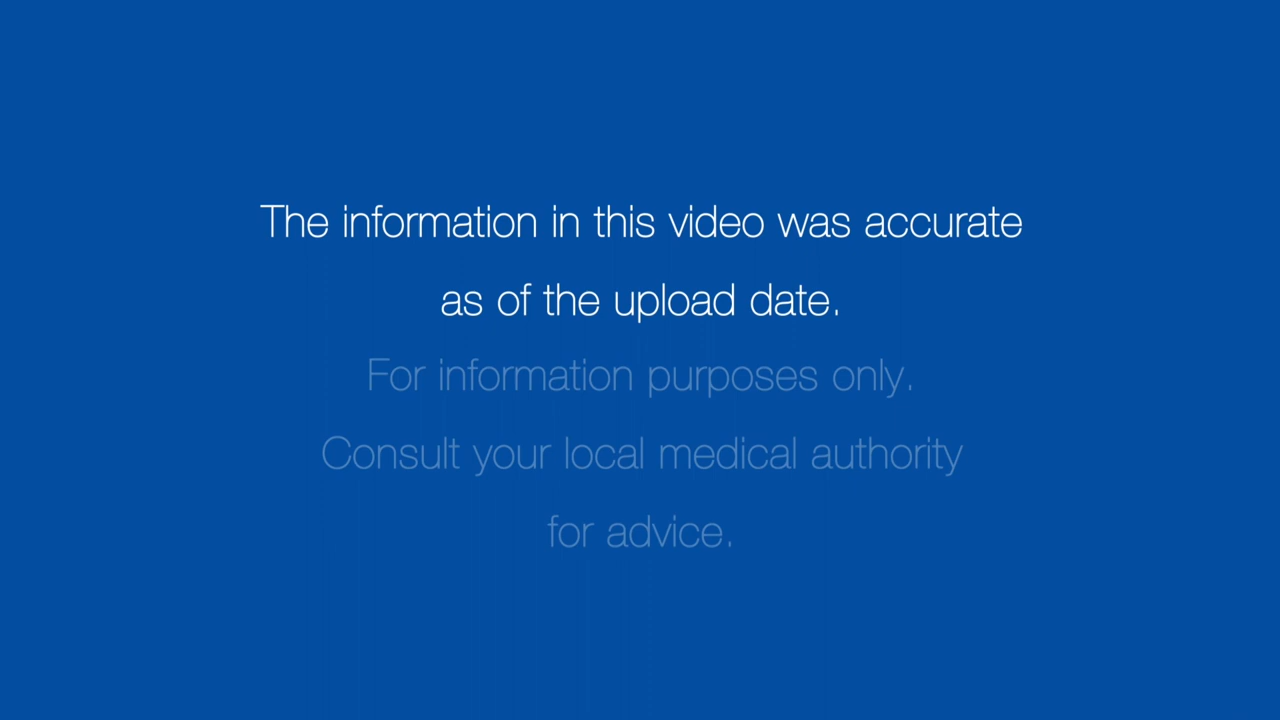 The information in this video was accurate
as of the upload date.
For information purposes only.
Consult your local medical authority
for advice.